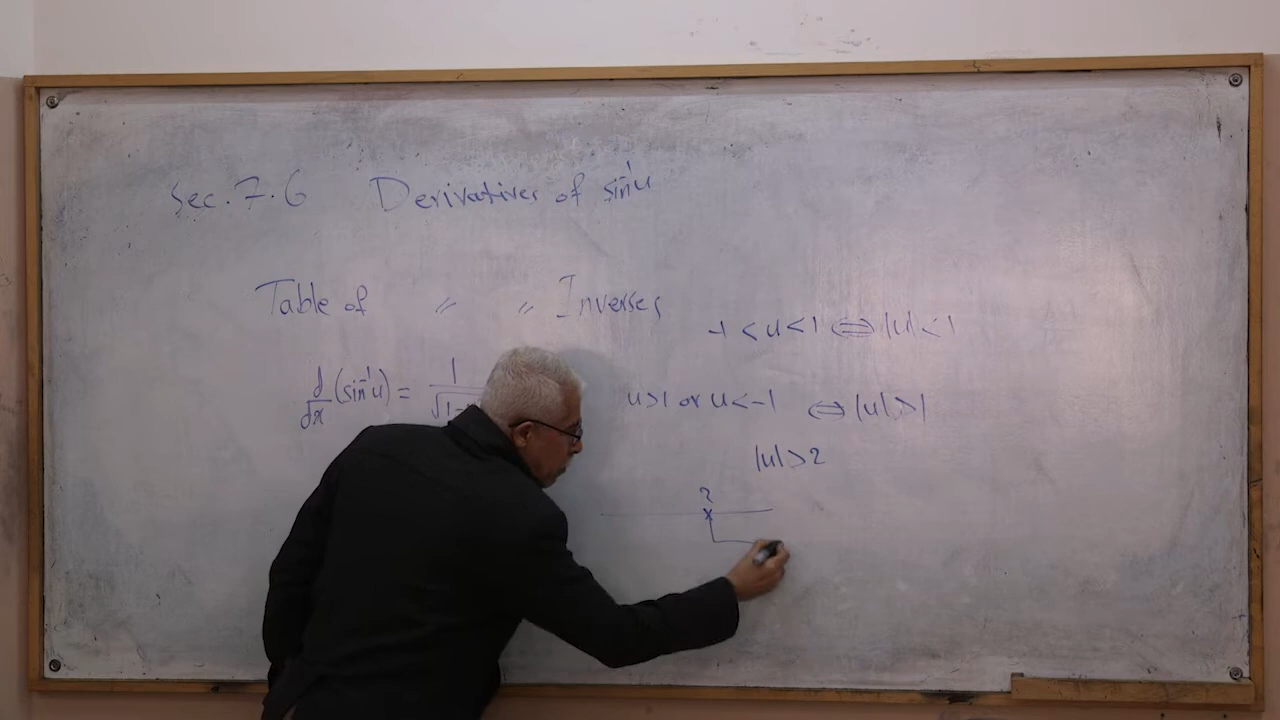 Sec. 7.6 Derivatives of sin⁻¹u
Table of " " Inverses
-1 < u < 1 ⇔ |u| < 1
d/dx (sin⁻¹u) = 1/√1-
u>1 or u<-1 ⇔ |u| > 1
|u| > 2
2